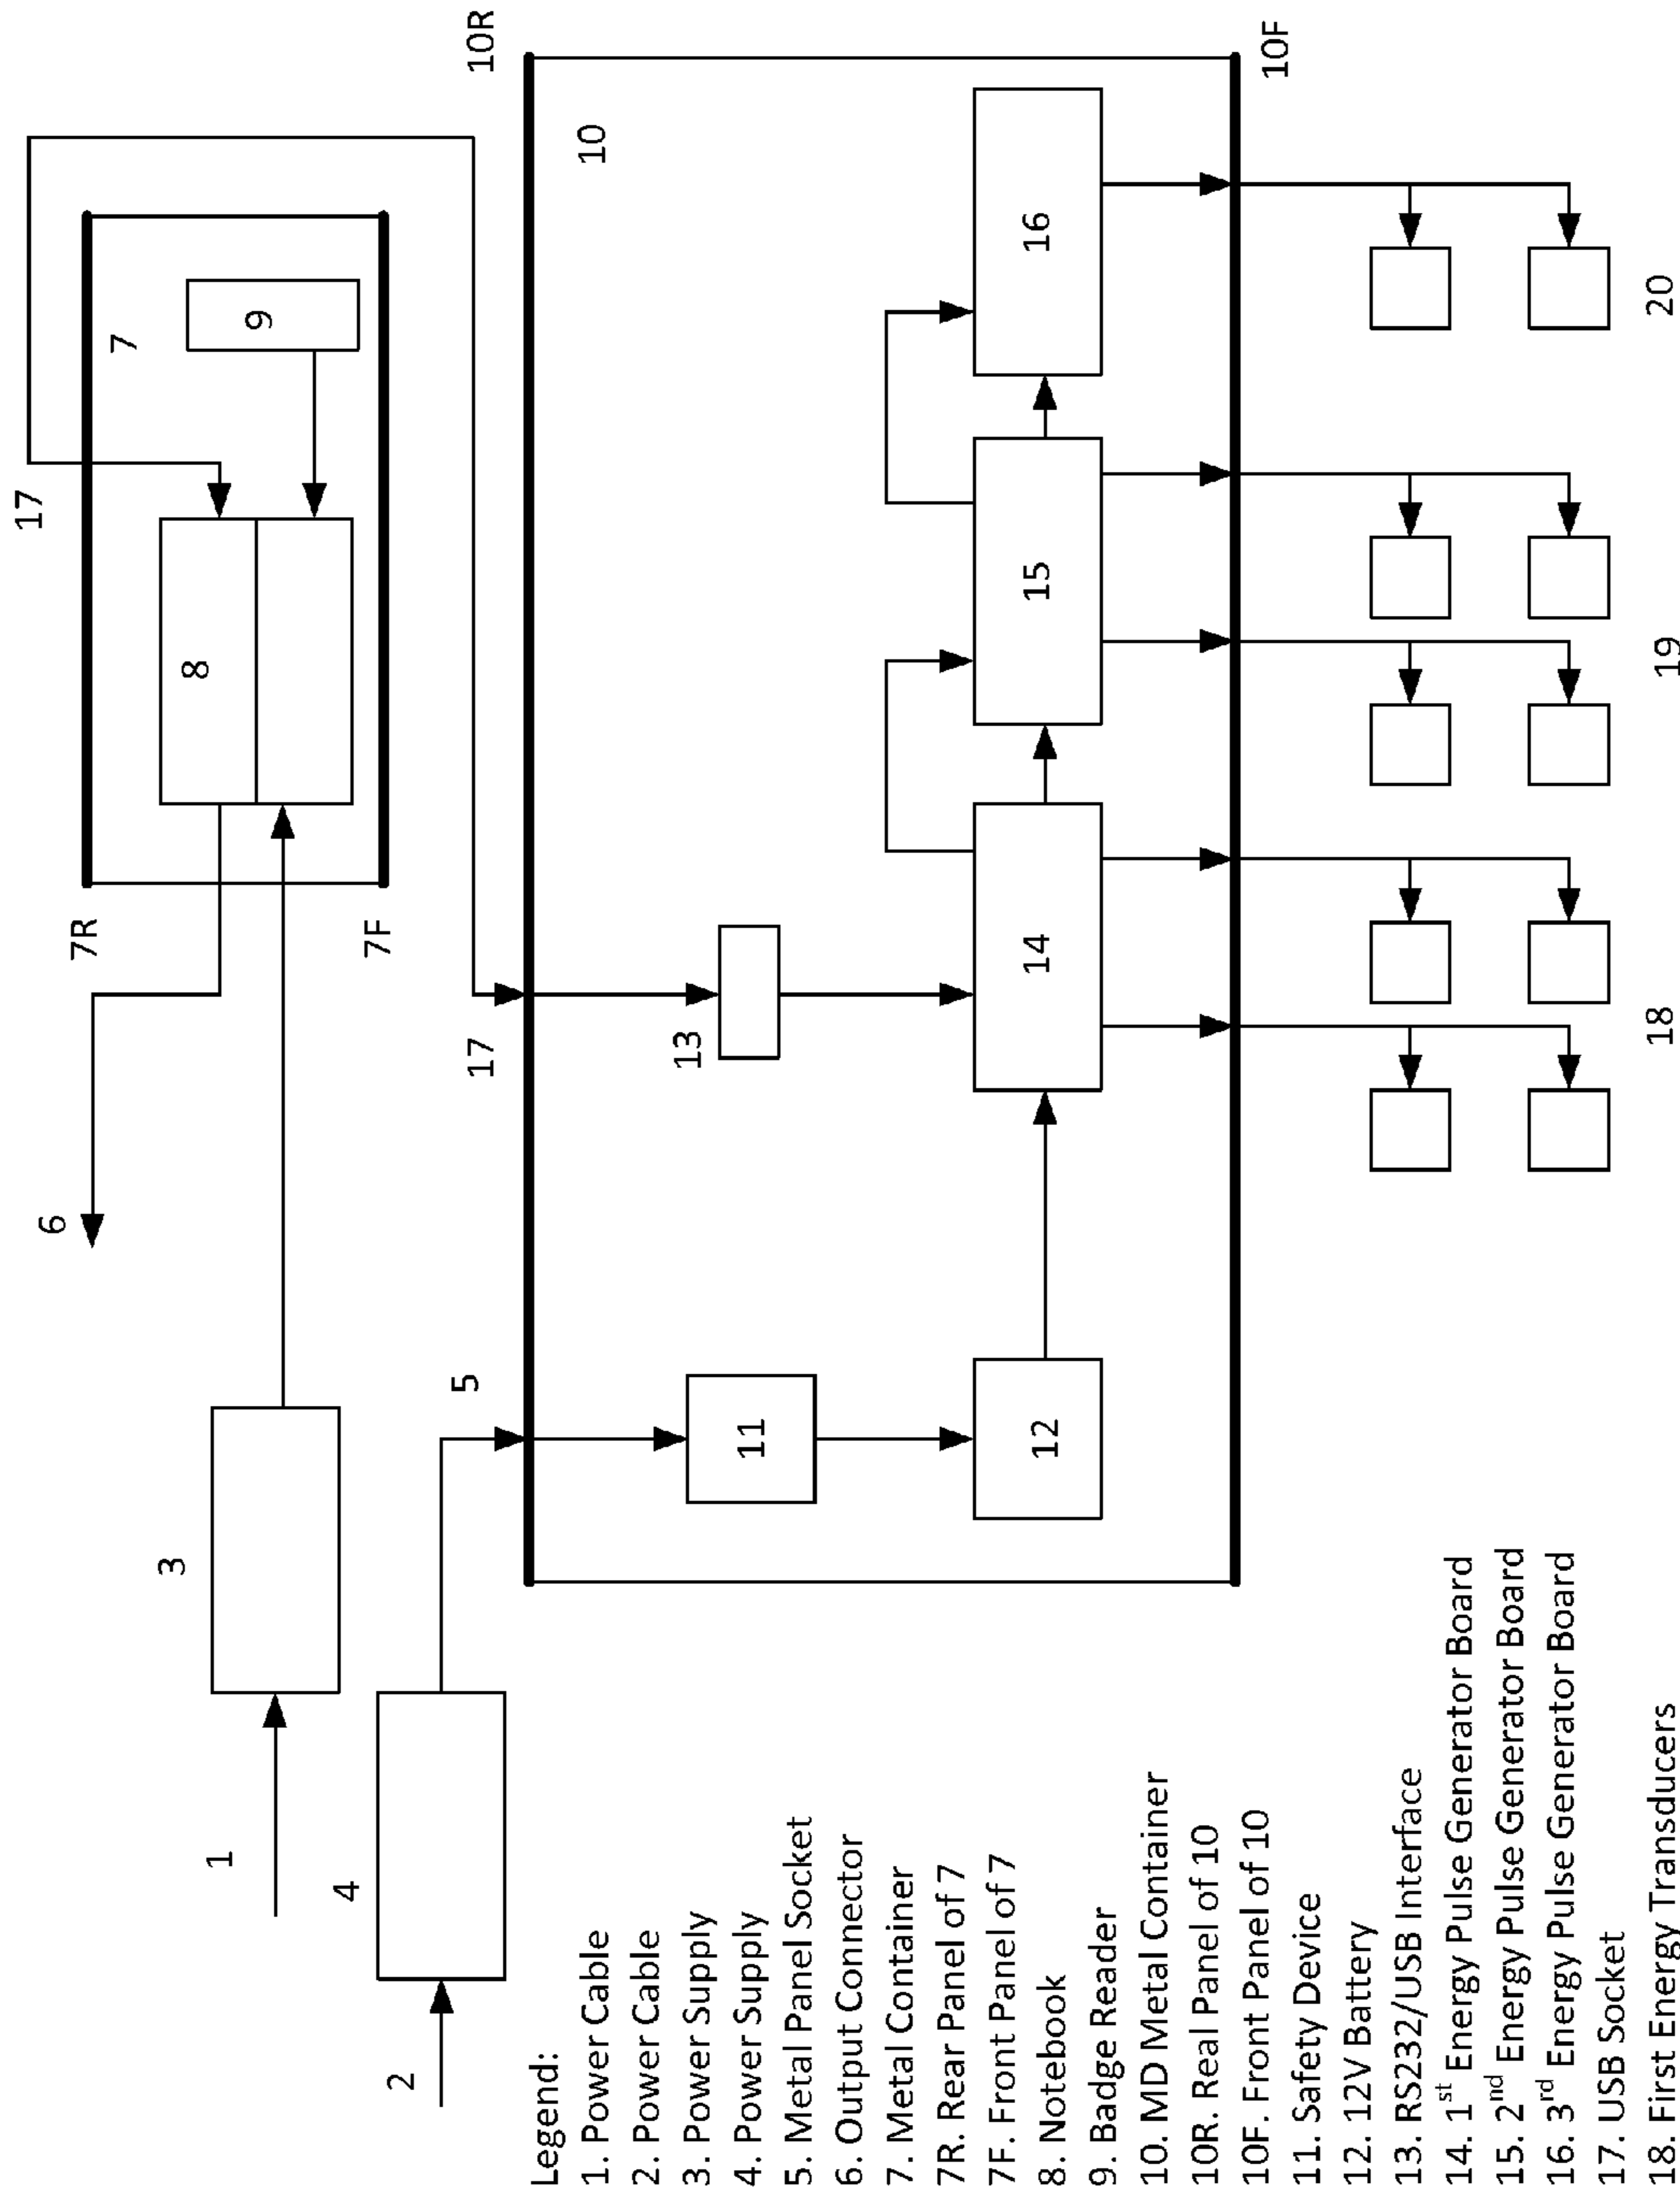 1
3
6
7R
17
7
8
9
7F
2
4
5
17
10R
10
11
13
12
14
15
16
10F
18
19
20
Legend:
1. Power Cable
2. Power Cable
3. Power Supply
4. Power Supply
5. Metal Panel Socket
6. Output Connector
7. Metal Container
7R. Rear Panel of 7
7F. Front Panel of 7
8. Notebook
9. Badge Reader
10. MD Metal Container
10R. Real Panel of 10
10F. Front Panel of 10
11. Safety Device
12. 12V Battery
13. RS232/USB Interface
14. 1st Energy Pulse Generator Board
15. 2nd Energy Pulse Generator Board
16. 3rd Energy Pulse Generator Board
17. USB Socket
18. First Energy Transducers